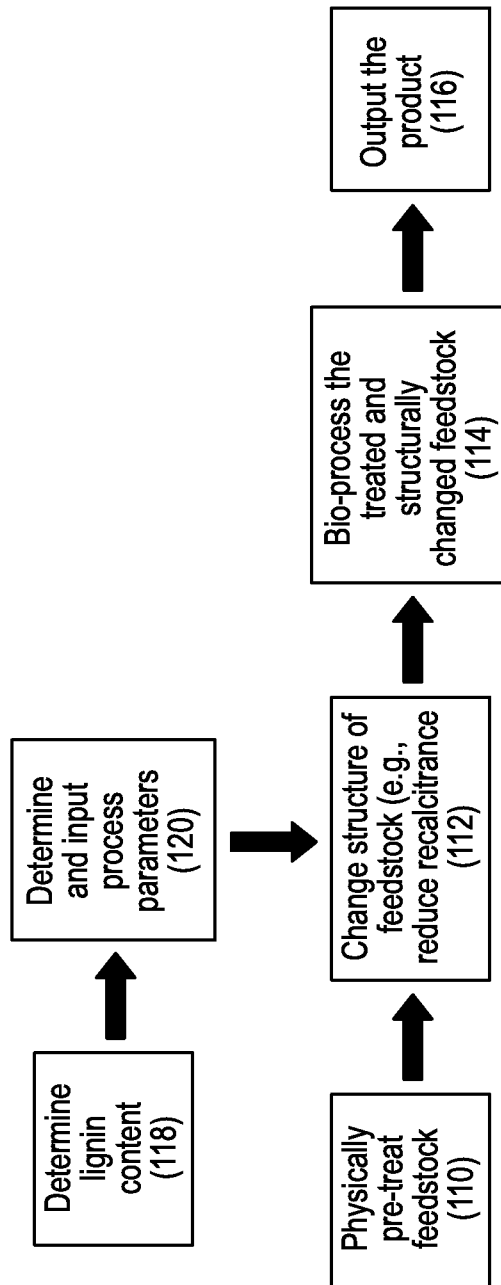 Determine
lignin
content
(118)
Determine
and input
process
parameters
(120)
Physically
pre-treat
feedstock
(110)
Change structure of
feedstock (e.g.,
reduce recalcitrance
(112)
Bio-process the
treated and
structurally
changed feedstock
(114)
Output the
product
(116)